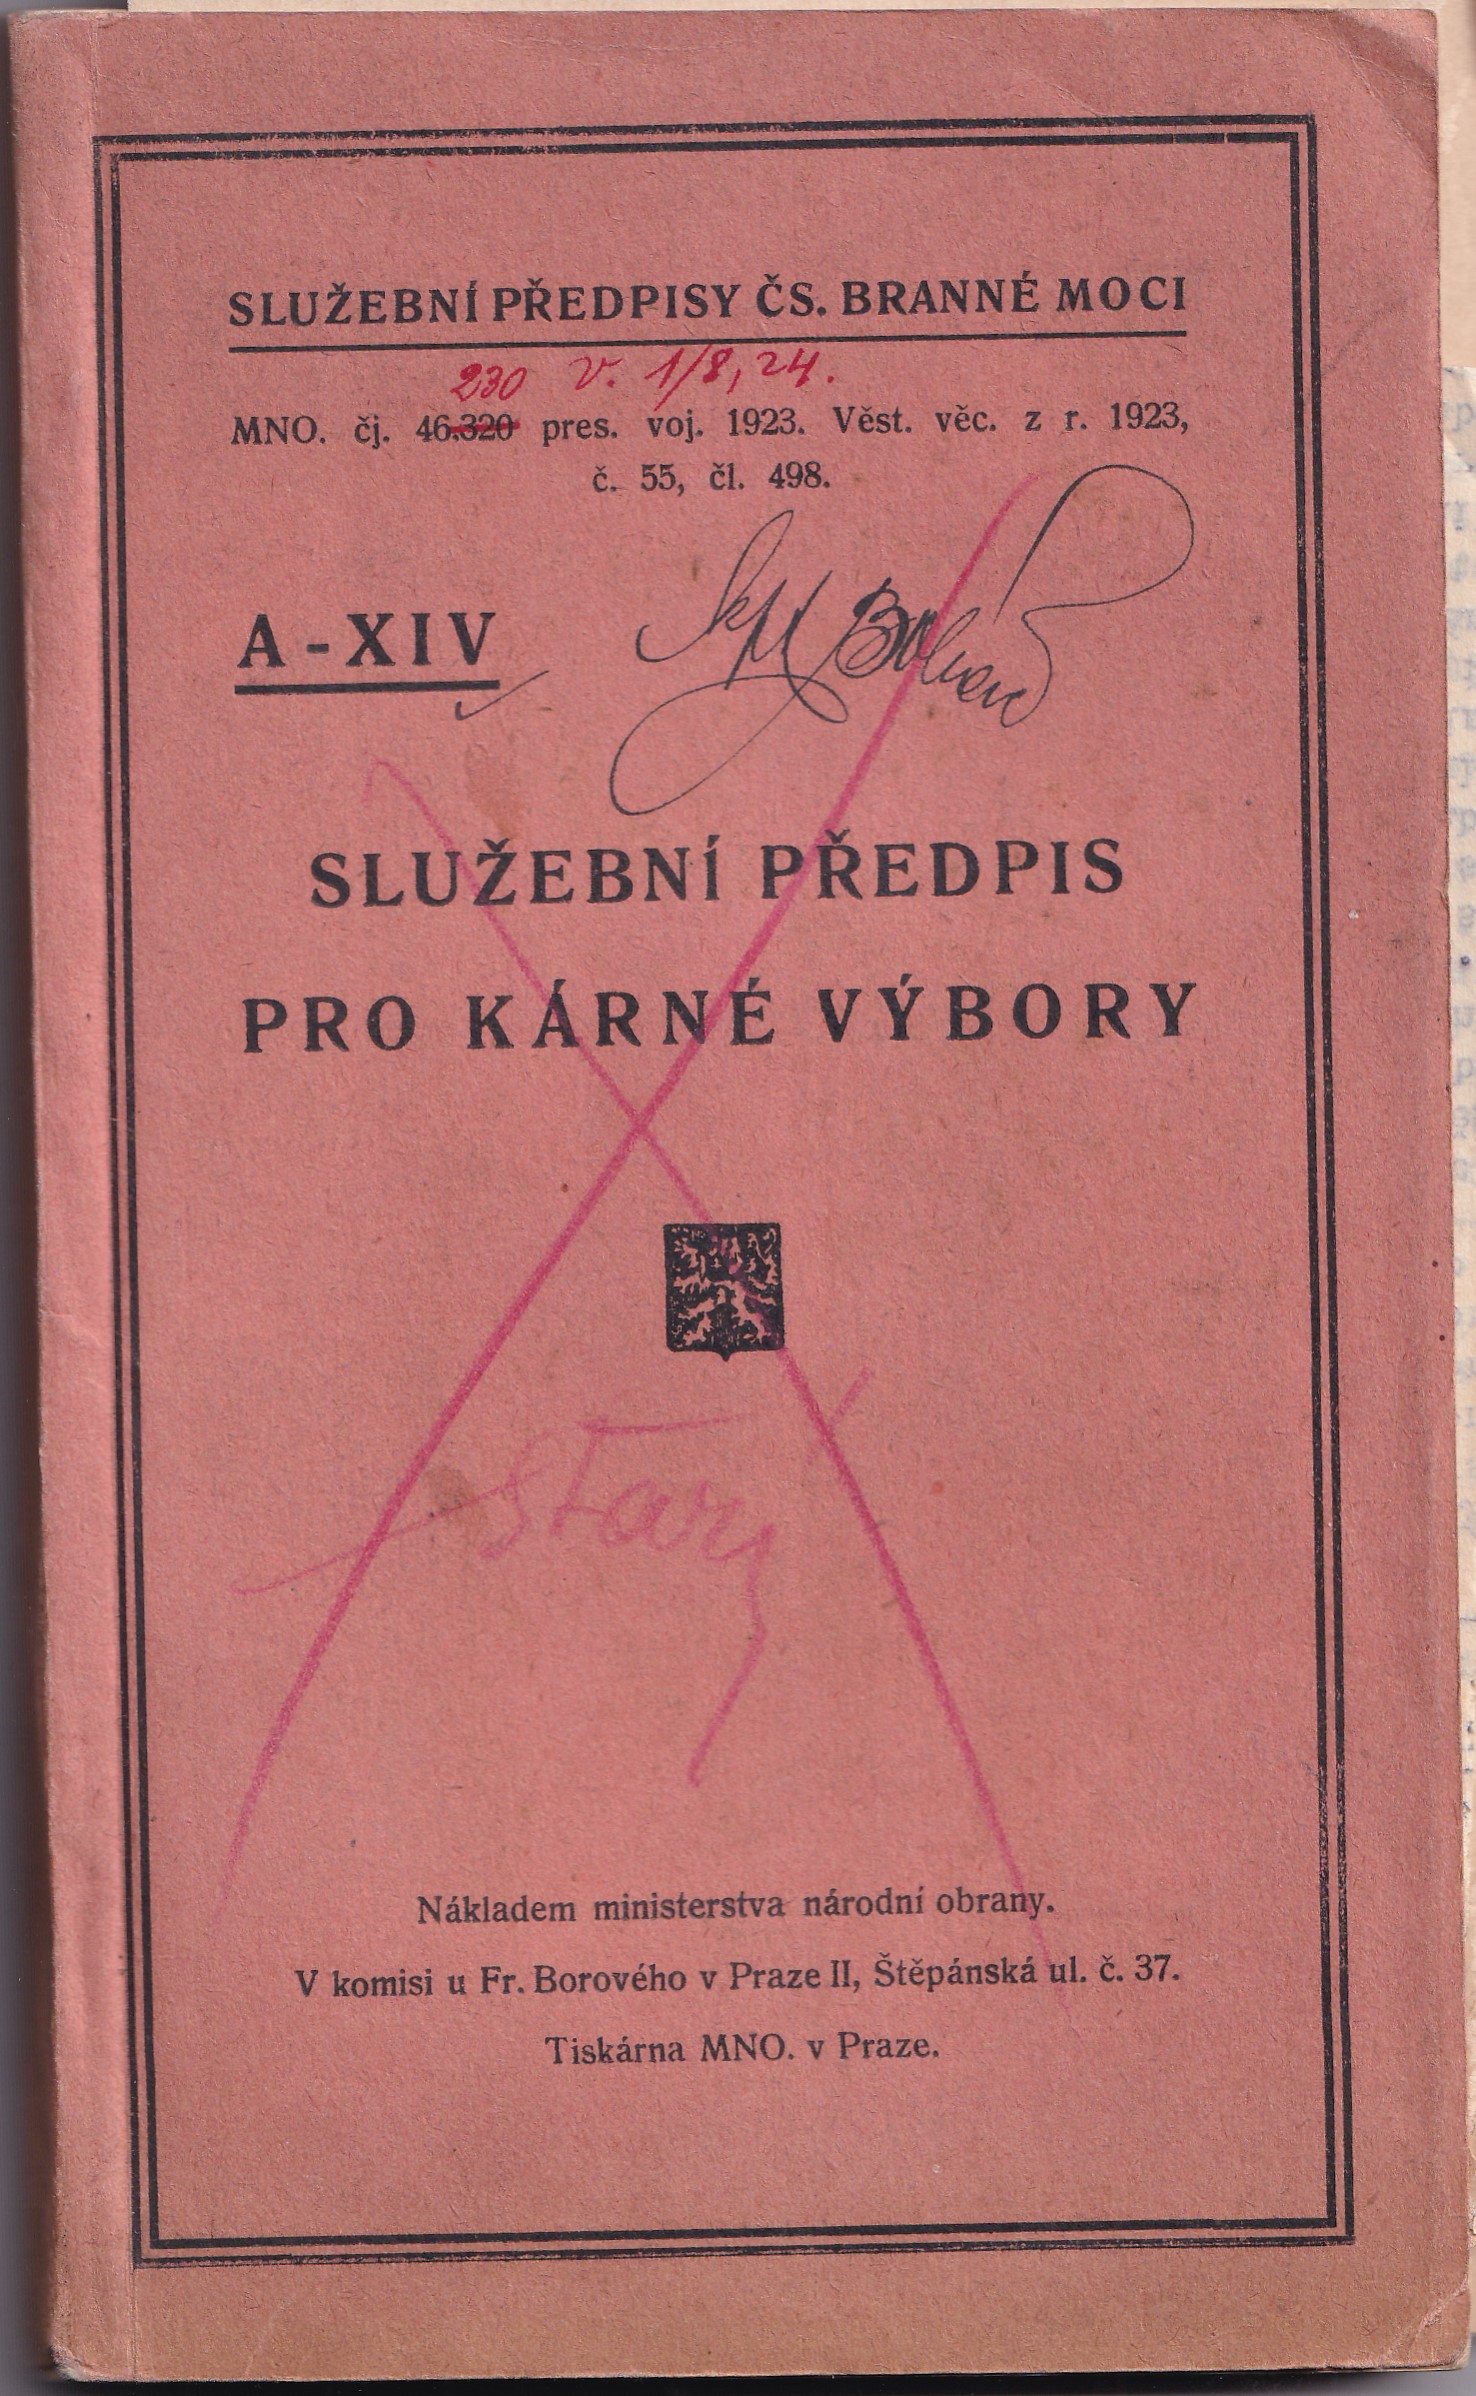 SLUŽEBNÍ PŘEDPISY ČS. BRANNÉ MOCI
230 v. 1/8, 24.
MNO. čj. 46.320 pres. voj. 1923. Věst. věc. z r. 1923,
č. 55, čl. 498.
A-XIV
SLUŽEBNÍ PŘEDPIS
PRO KÁRNÉ VÝBORY
starý
Nákladem ministerstva národní obrany.
V komisi u Fr. Borového v Praze II, Štěpánská ul. č. 37.
Tiskárna MNO. v Praze.